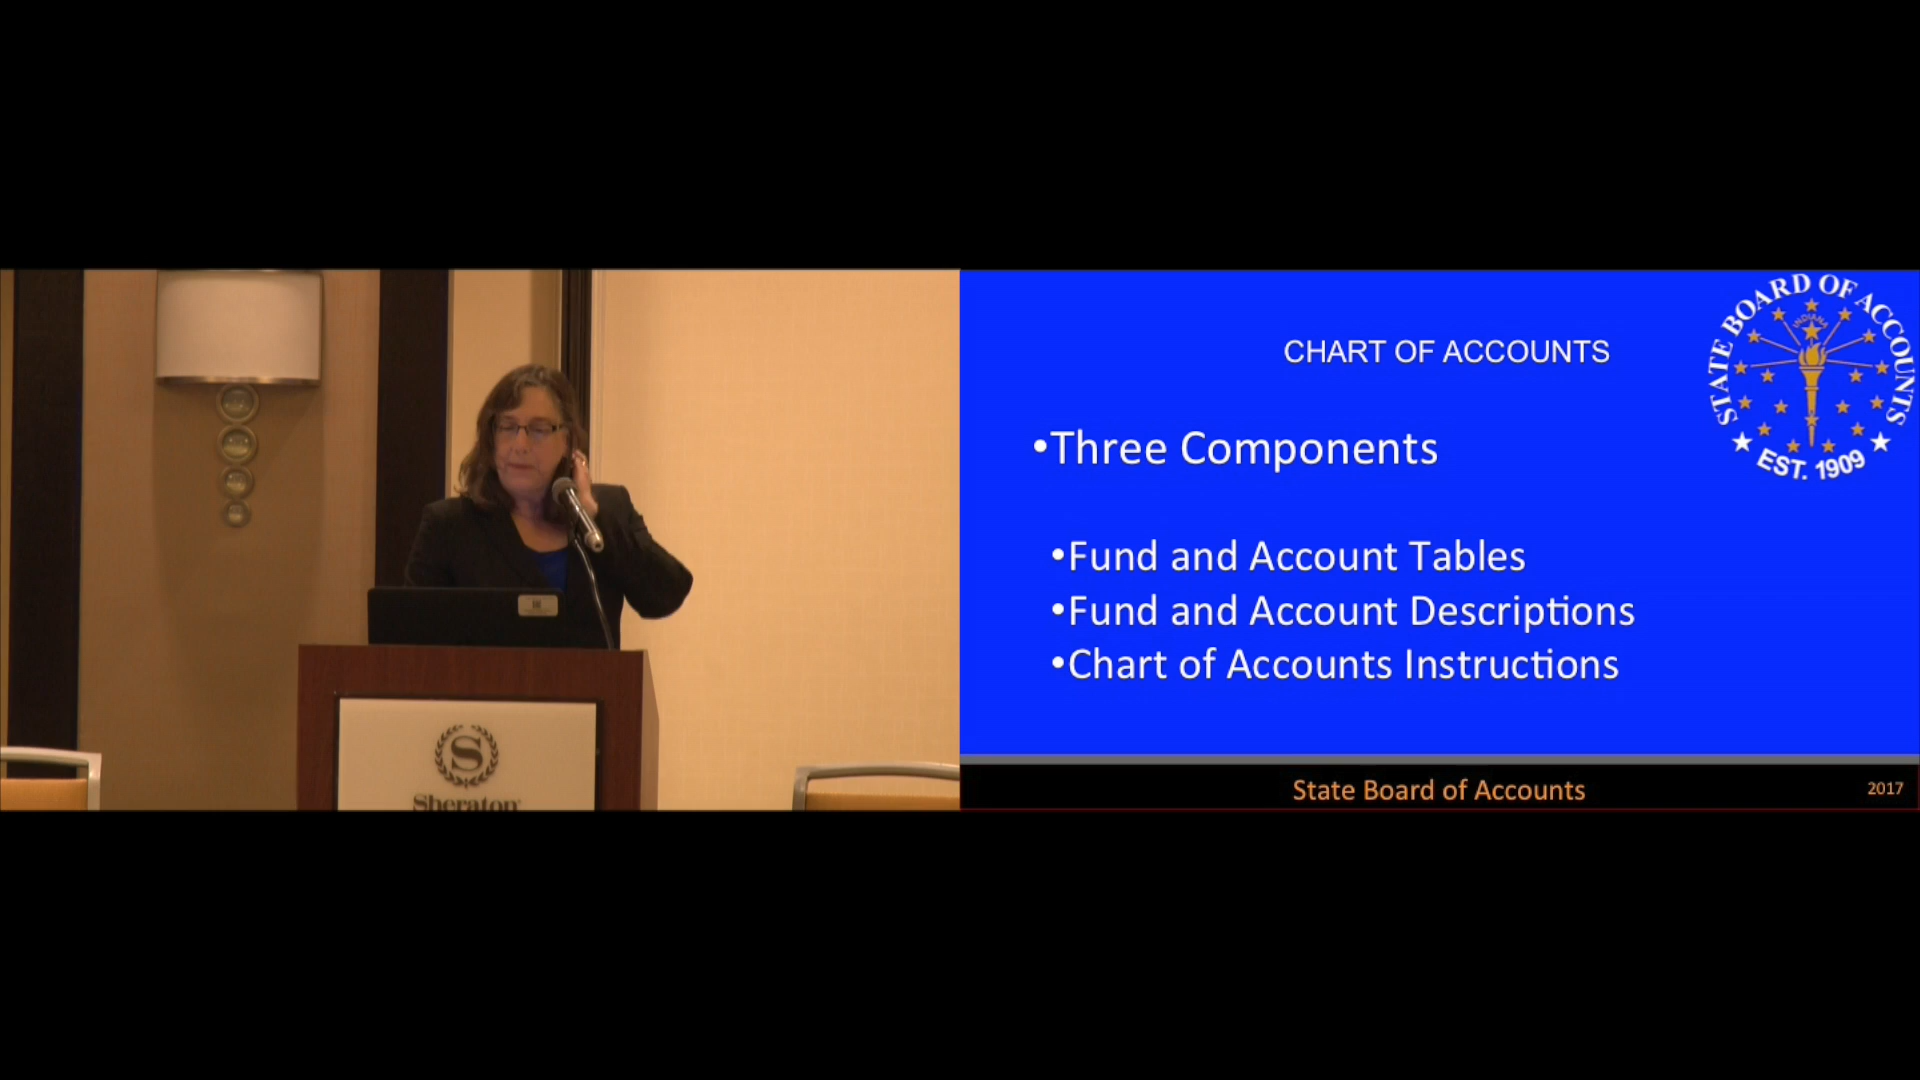 CHART OF ACCOUNTS
STATE BOARD OF ACCOUNTS
INDIANA
EST. 1909
•Three Components
•Fund and Account Tables
•Fund and Account Descriptions
•Chart of Accounts Instructions
State Board of Accounts
2017
S
Sheraton